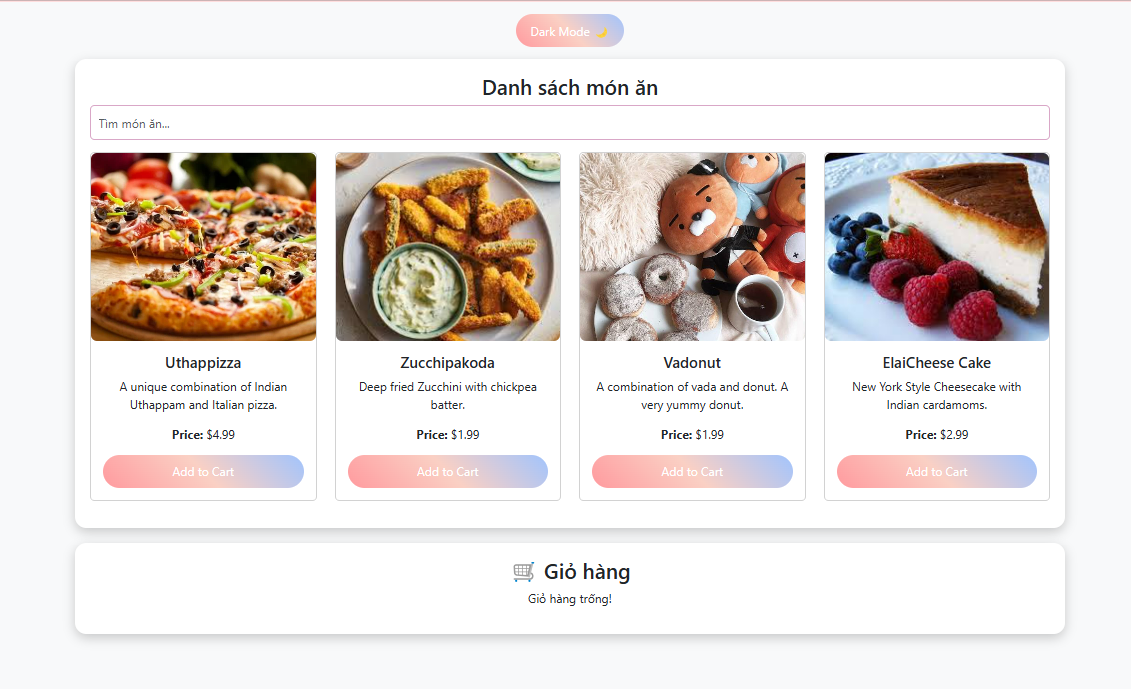 Dark Mode 🌙
Danh sách món ăn
Tìm món ăn...
Uthappizza
A unique combination of Indian
Uthappam and Italian pizza.
Price: $4.99
Add to Cart
Zucchipakoda
Deep fried Zucchini with chickpea
batter.
Price: $1.99
Add to Cart
Vadonut
A combination of vada and donut. A
very yummy donut.
Price: $1.99
Add to Cart
ElaiCheese Cake
New York Style Cheesecake with
Indian cardamoms.
Price: $2.99
Add to Cart
🛒 Giỏ hàng
Giỏ hàng trống!